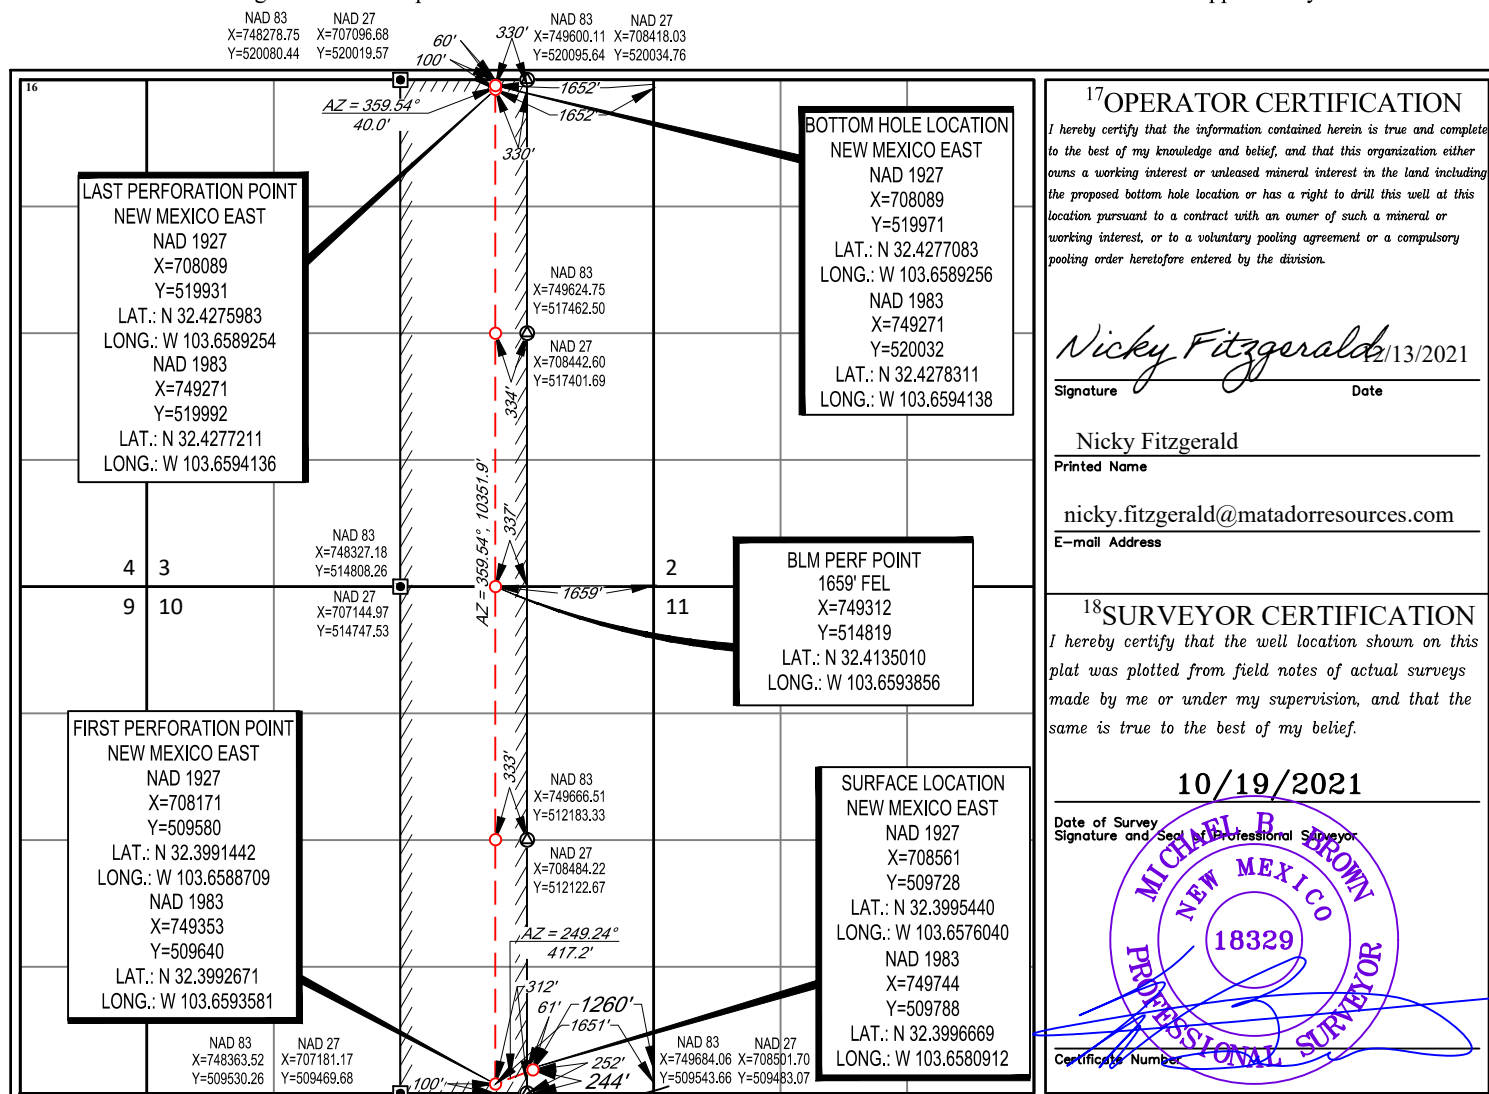 NAD 83
X=748278.75
Y=520080.44
NAD 27
X=707096.68
Y=520019.57
60'
100'
330'
NAD 83
X=749600.11
Y=520095.64
NAD 27
X=708418.03
Y=520034.76
16
AZ = 359.54°
40.0'
1652'
1652'
330'
LAST PERFORATION POINT
NEW MEXICO EAST
NAD 1927
X=708089
Y=519931
LAT.: N 32.4275983
LONG.: W 103.6589254
NAD 1983
X=749271
Y=519992
LAT.: N 32.4277211
LONG.: W 103.6594136
BOTTOM HOLE LOCATION
NEW MEXICO EAST
NAD 1927
X=708089
Y=519971
LAT.: N 32.4277083
LONG.: W 103.6589256
NAD 1983
X=749271
Y=520032
LAT.: N 32.4278311
LONG.: W 103.6594138
NAD 83
X=749624.75
Y=517462.50
NAD 27
X=708442.60
Y=517401.69
334'
AZ = 359.54°, 10351.9'
337'
NAD 83
X=748327.18
Y=514808.26
NAD 27
X=707144.97
Y=514747.53
4 3
9 10
2
11
1659'
BLM PERF POINT
1659' FEL
X=749312
Y=514819
LAT.: N 32.4135010
LONG.: W 103.6593856
FIRST PERFORATION POINT
NEW MEXICO EAST
NAD 1927
X=708171
Y=509580
LAT.: N 32.3991442
LONG.: W 103.6588709
NAD 1983
X=749353
Y=509640
LAT.: N 32.3992671
LONG.: W 103.6593581
333'
NAD 83
X=749666.51
Y=512183.33
NAD 27
X=708484.22
Y=512122.67
SURFACE LOCATION
NEW MEXICO EAST
NAD 1927
X=708561
Y=509728
LAT.: N 32.3995440
LONG.: W 103.6576040
NAD 1983
X=749744
Y=509788
LAT.: N 32.3996669
LONG.: W 103.6580912
AZ = 249.24°
417.2'
312'
61'
1260'
1651'
252'
244'
100'
NAD 83
X=748363.52
Y=509530.26
NAD 27
X=707181.17
Y=509469.68
NAD 83
X=749684.06
Y=509543.66
NAD 27
X=708501.70
Y=509483.07
17OPERATOR CERTIFICATION
I hereby certify that the information contained herein is true and complete
to the best of my knowledge and belief, and that this organization either
owns a working interest or unleased mineral interest in the land including
the proposed bottom hole location or has a right to drill this well at this
location pursuant to a contract with an owner of such a mineral or
working interest, or to a voluntary pooling agreement or a compulsory
pooling order heretofore entered by the division.
Nicky Fitzgerald 12/13/2021
Signature Date
Nicky Fitzgerald
Printed Name
nicky.fitzgerald@matadorresources.com
E-mail Address
18SURVEYOR CERTIFICATION
I hereby certify that the well location shown on this
plat was plotted from field notes of actual surveys
made by me or under my supervision, and that the
same is true to the best of my belief.
10/19/2021
Date of Survey
Signature and Seal of Professional Surveyor
MICHAEL B. BROWN
NEW MEXICO
18329
PROFESSIONAL SURVEYOR
Certificate Number